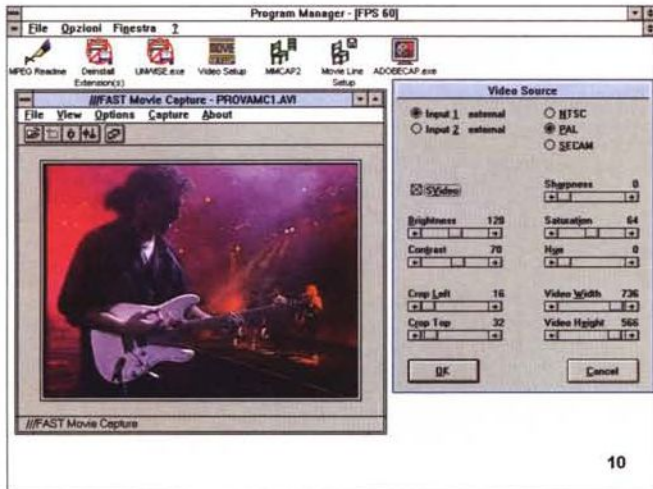 Program Manager - [FPS 60]
File Opzioni Finestra ?
MPEG Readme Deinstall Extension(s) UNWISE.exe Video Setup MMCAP2 Movie Line Setup ADOBECAP.exe
///FAST Movie Capture - PROVAMC1.AVI
File View Options Capture About
///FAST Movie Capture
Video Source
Input 1 external
NTSC
Input 2 external
PAL
SECAM
SVideo
Sharpness 0
Brightness 128
Saturation 64
Contrast 70
Hue 0
Crop Left 16
Video Width 736
Crop Top 32
Video Height 566
OK
Cancel
10